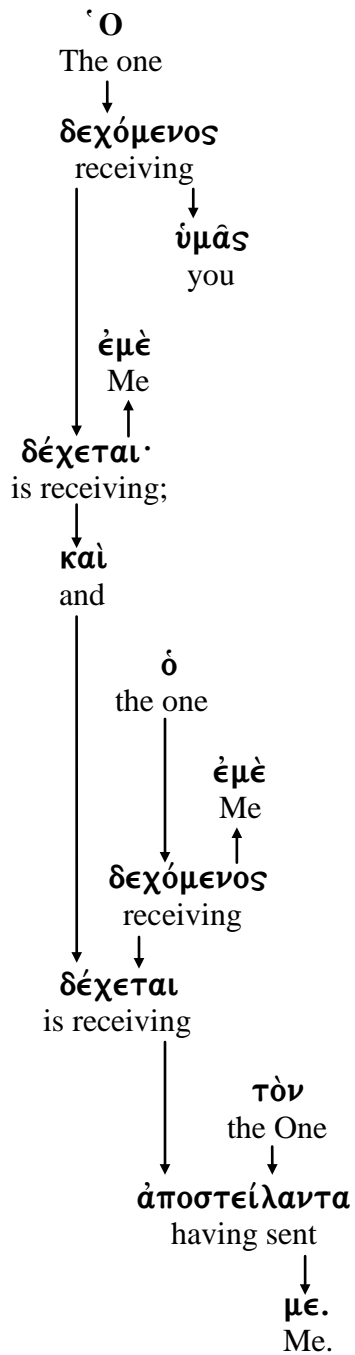 Ὁ
The one
δεχόμενος
receiving
ὑμᾶς
you
ἐμὲ
Me
δέχεται·
is receiving;
καὶ
and
ὁ
the one
ἐμὲ
Me
δεχόμενος
receiving
δέχεται
is receiving
τὸν
the One
ἀποστείλαντα
having sent
με.
Me.